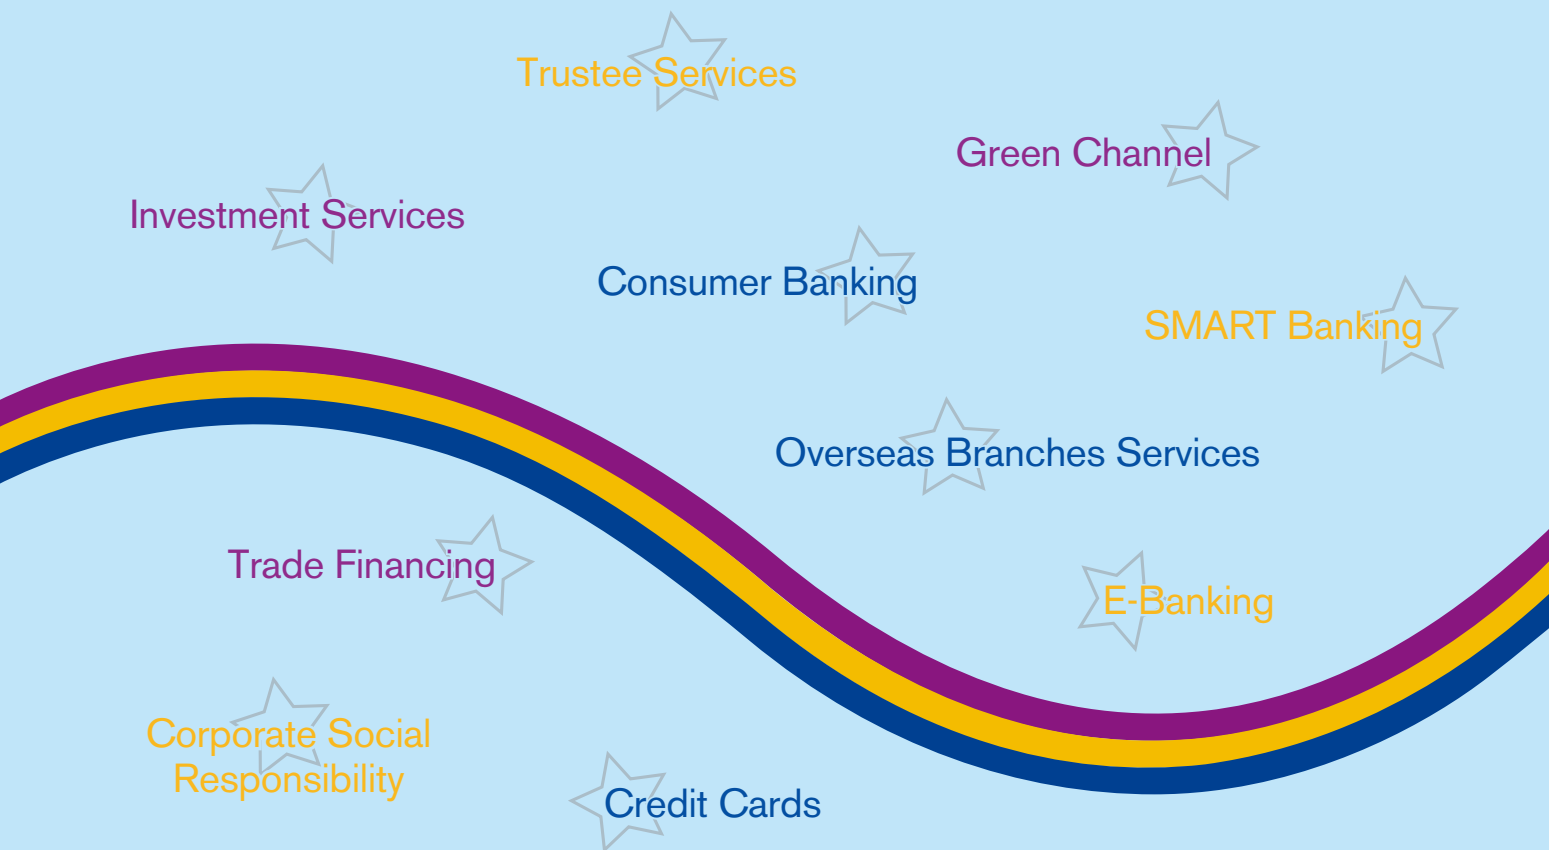 Trustee Services
Green Channel
Investment Services
Consumer Banking
SMART Banking
Overseas Branches Services
Trade Financing
E-Banking
Corporate Social
Responsibility
Credit Cards